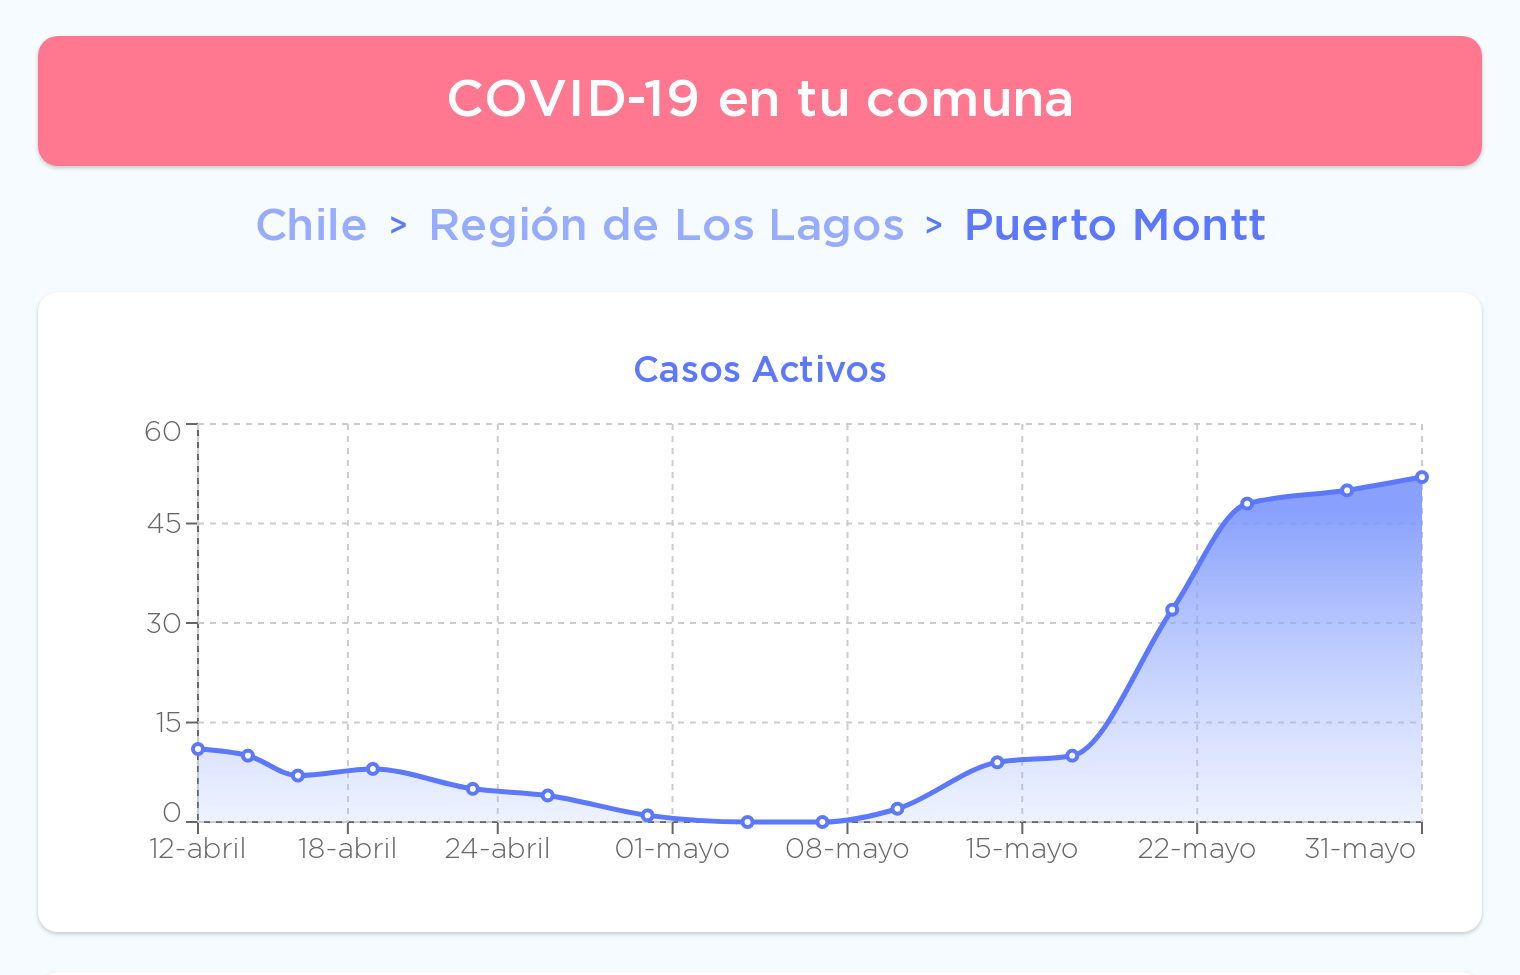 COVID-19 en tu comuna
Chile > Región de Los Lagos > Puerto Montt
Casos Activos
60
45
30
15
0
12-abril 18-abril 24-abril 01-mayo 08-mayo 15-mayo 22-mayo 31-mayo